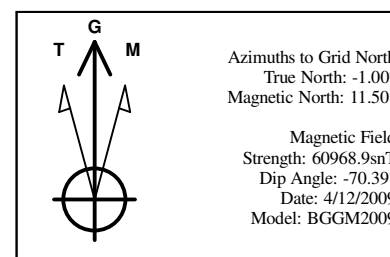 G
T M
Azimuths to Grid North
True North: -1.00
Magnetic North: 11.50
Magnetic Field
Strength: 60968.9snT
Dip Angle: -70.39
Date: 4/12/2009
Model: BGGM2009